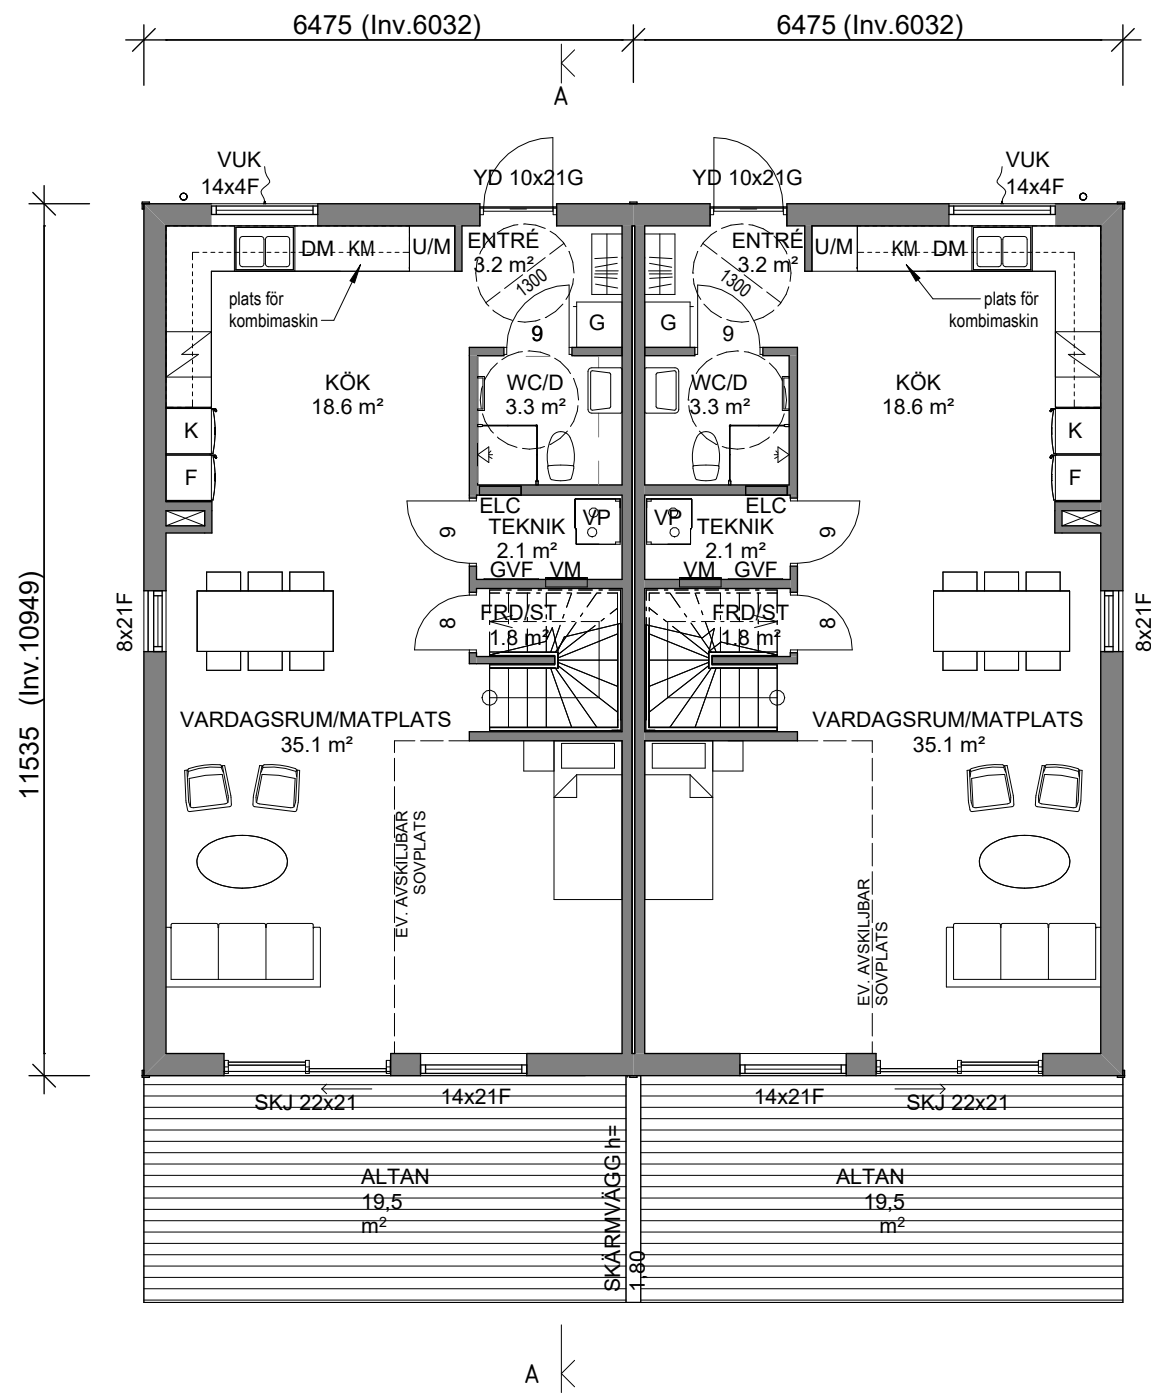 6475 (Inv.6032)
6475 (Inv.6032)
A
VUK
14x4F
YD 10x21G
YD 10x21G
VUK
14x4F
DM KM U/M
ENTRÉ
3.2 m²
1300
ENTRÉ
3.2 m²
1300
U/M KM DM
plats för
kombimaskin
plats för
kombimaskin
G
G
9
9
KÖK
18.6 m²
WC/D
3.3 m²
WC/D
3.3 m²
KÖK
18.6 m²
K
F
K
F
ELC
TEKNIK
2.1 m²
VP
GVF VM
9
VP
ELC
TEKNIK
2.1 m²
VM GVF
9
8x21F
FRD/ST
1.8 m²
8
FRD/ST
1.8 m²
8
8x21F
11535 (Inv.10949)
VARDAGSRUM/MATPLATS
35.1 m²
VARDAGSRUM/MATPLATS
35.1 m²
EV. AVSKILJBAR
SOVPLATS
EV. AVSKILJBAR
SOVPLATS
SKJ 22x21
14x21F
14x21F
SKJ 22x21
ALTAN
19,5
m²
SKÄRMVÄGG h=
1,80
ALTAN
19,5
m²
A